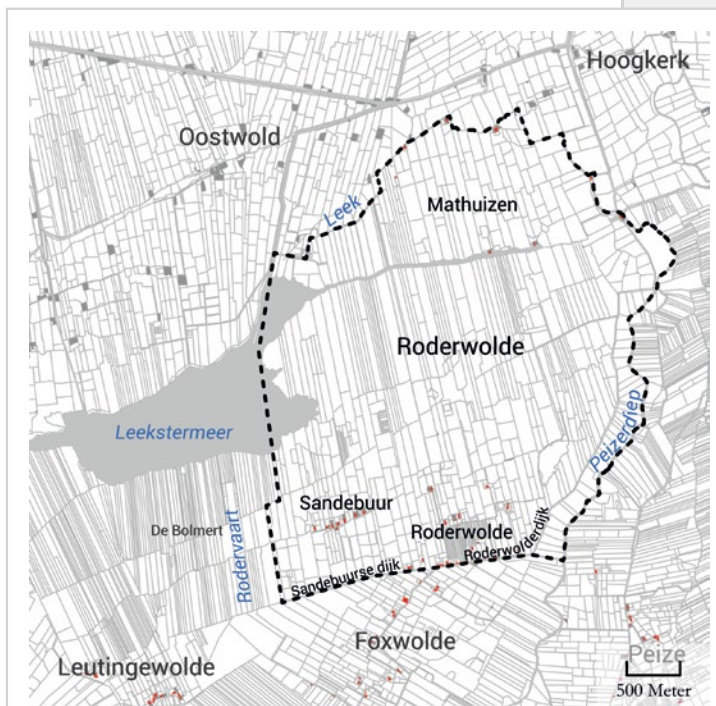 Hoogkerk
Oostwold
Leek
Mathuizen
Roderwolde
Leekstermeer
Peizerdiep
Sandebuur
De Bolmert
Rodervaart
Roderwolde
Roderwolderdijk
Sandebuurse dijk
Foxwolde
Leutingewolde
Peize
500 Meter